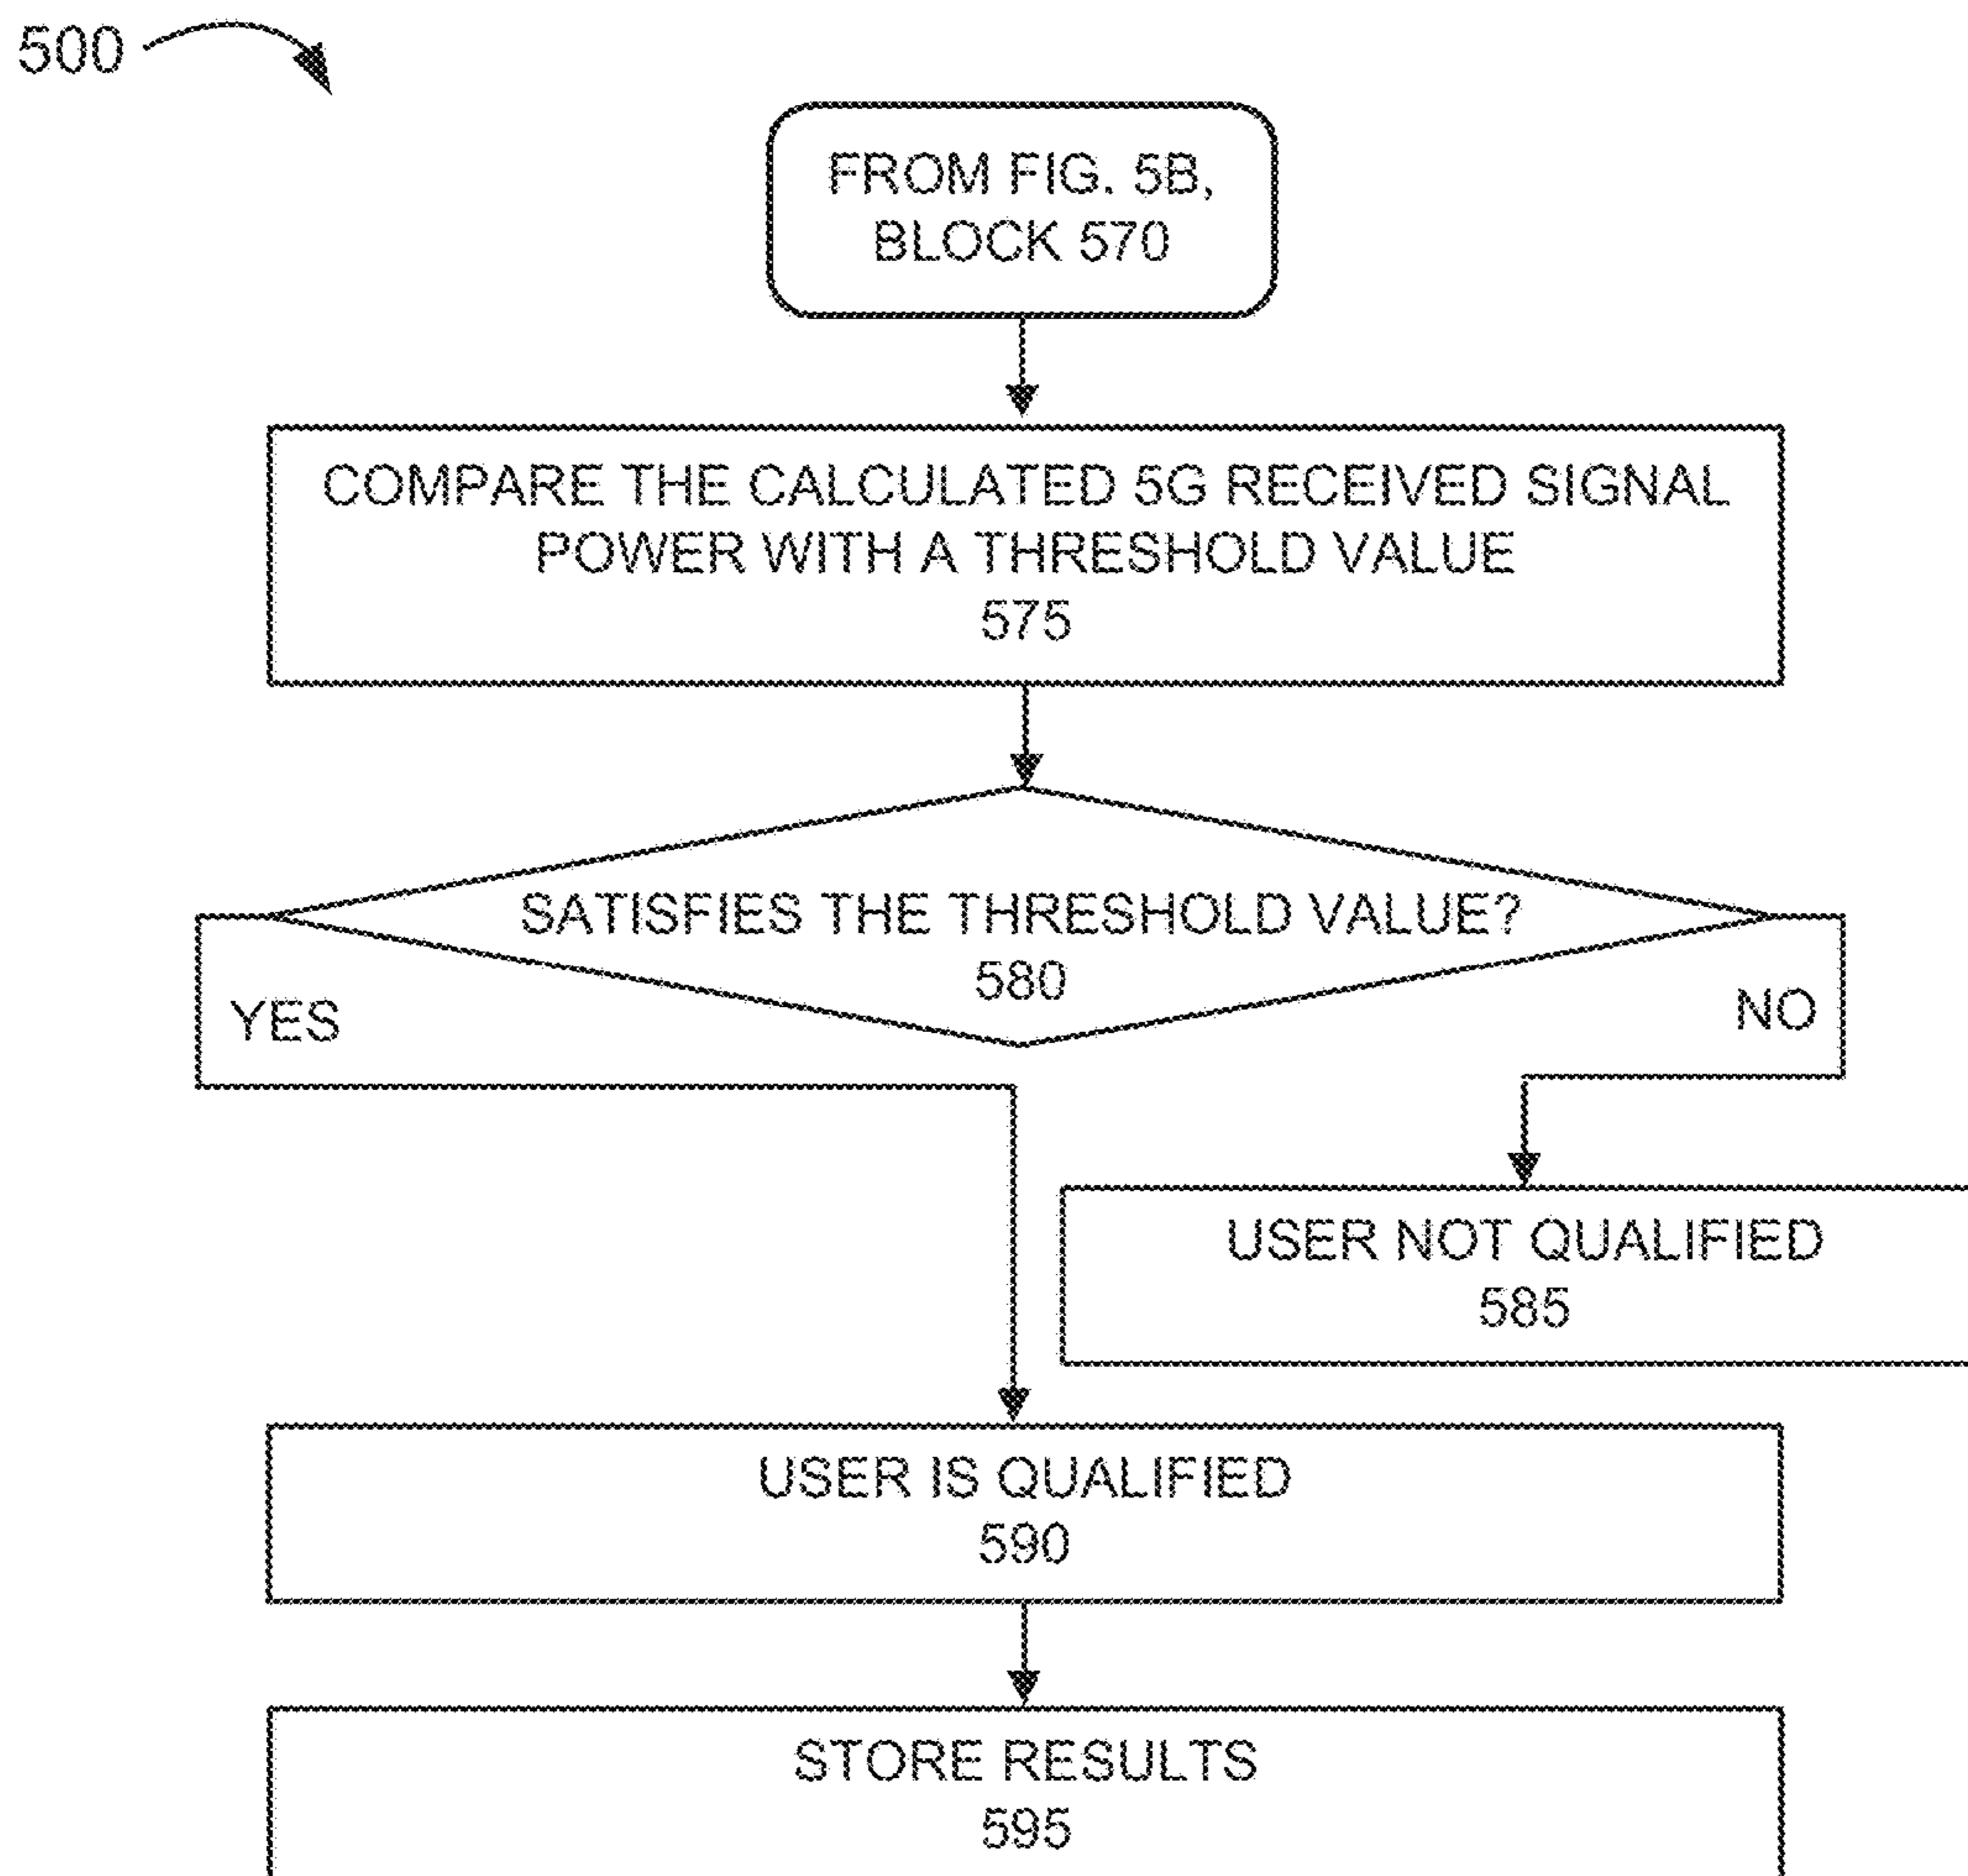 500
FROM FIG. 5B,
BLOCK 570
COMPARE THE CALCULATED 5G RECEIVED SIGNAL
POWER WITH A THRESHOLD VALUE
575
SATISFIES THE THRESHOLD VALUE?
580
YES
NO
USER NOT QUALIFIED
585
USER IS QUALIFIED
590
STORE RESULTS
595